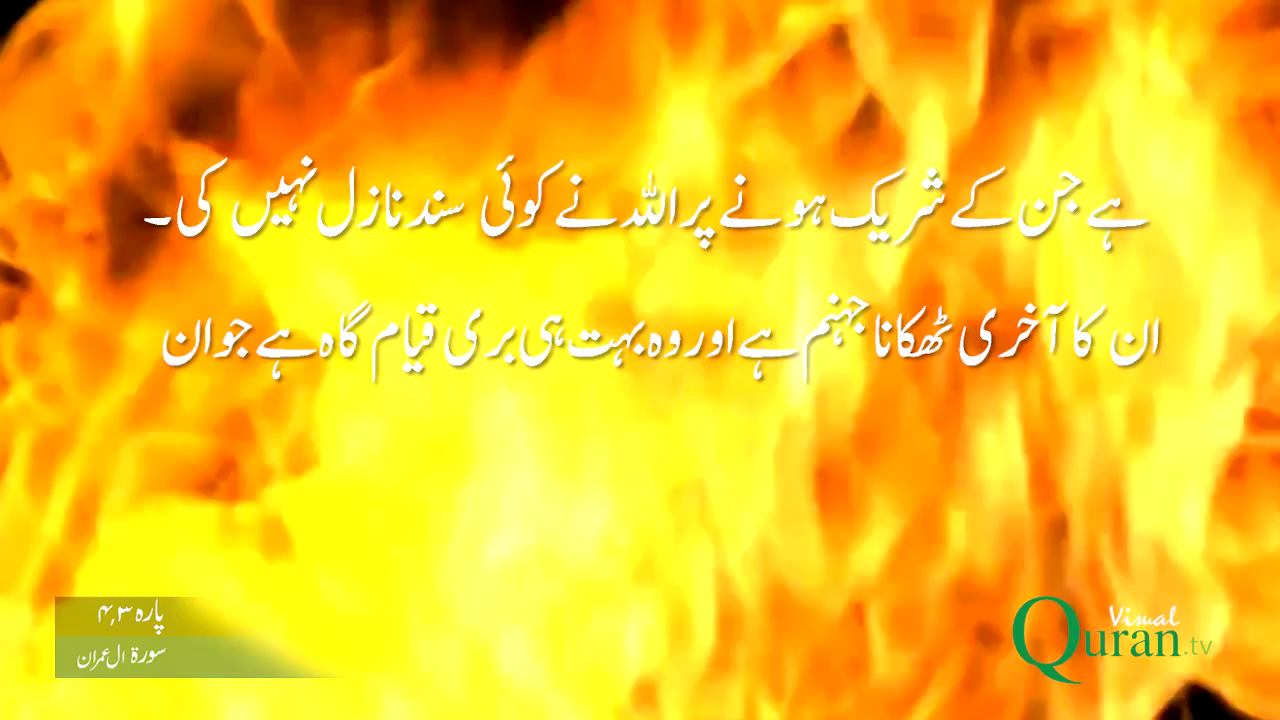 ہے جن کے شریک ہونے پر اللہ نے کوئی سند نازل نہیں کی۔
ان کا آخری ٹھکانا جہنم ہے اور وہ بہت ہی بری قیام گاہ ہے جو ان
پارہ ۴,۳
سورۃ اٰل عمران
Visual
Quran.tv